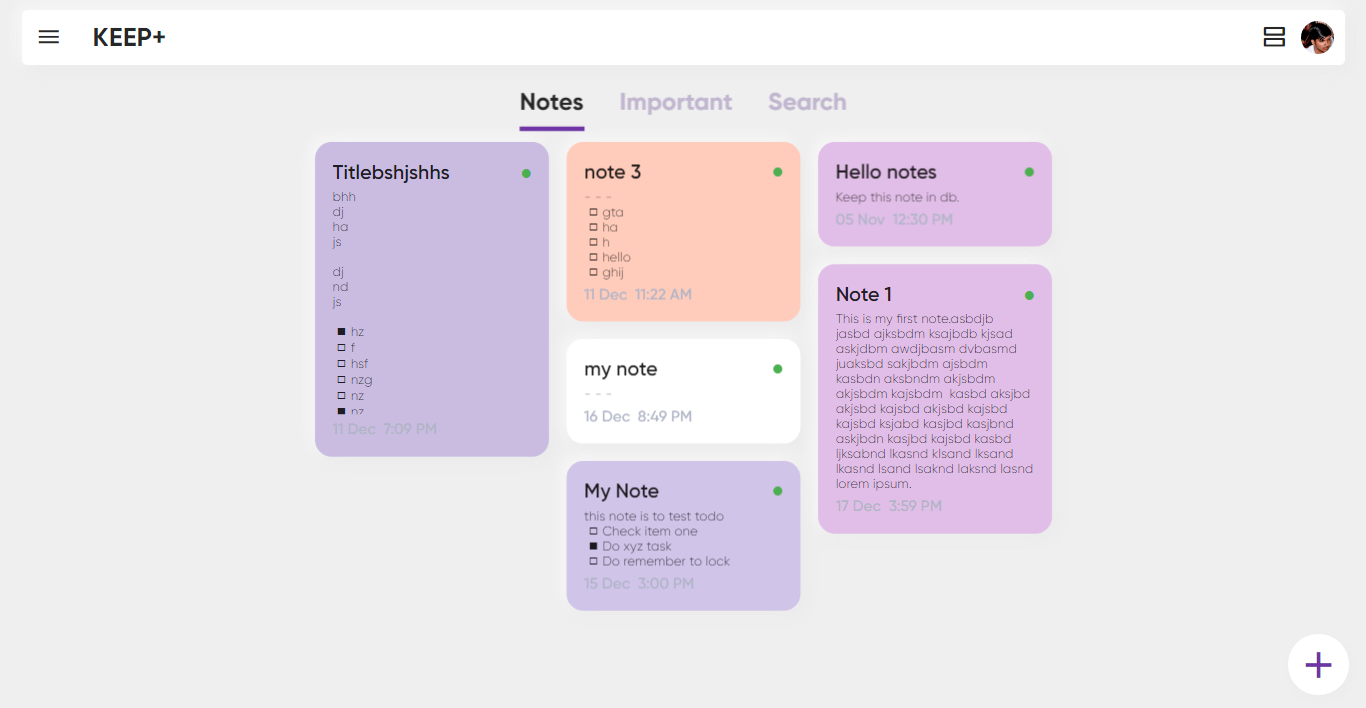 KEEP+
Notes Important Search
Titlebshjshhs
bhh
dj
ha
js
dj
nd
js
hz
f
hsf
nzg
nz
nz
11 Dec 7:09 PM
note 3
- - -
gta
ha
h
hello
ghij
11 Dec 11:22 AM
my note
- - -
16 Dec 8:49 PM
My Note
this note is to test todo
Check item one
Do xyz task
Do remember to lock
15 Dec 3:00 PM
Hello notes
Keep this note in db.
05 Nov 12:30 PM
Note 1
This is my first note.asbdjb
jasbd ajksbdm ksajbdb kjsad
askjdbm awdjbasm dvbasmd
juaksbd sakjbdm ajsbdm
kasbdn aksbndm akjsbdm
akjsbdm kajsbdm kasbd aksjbd
akjsbd kajsbd akjsbd kajsbd
kajsbd ksjabd kasjbd kasjbnd
askjbdn kasjbd kajsbd kasbd
ljksabnd lkasnd klsand lksand
lkasnd lsand lsaknd laksnd lasnd
lorem ipsum.
17 Dec 3:59 PM